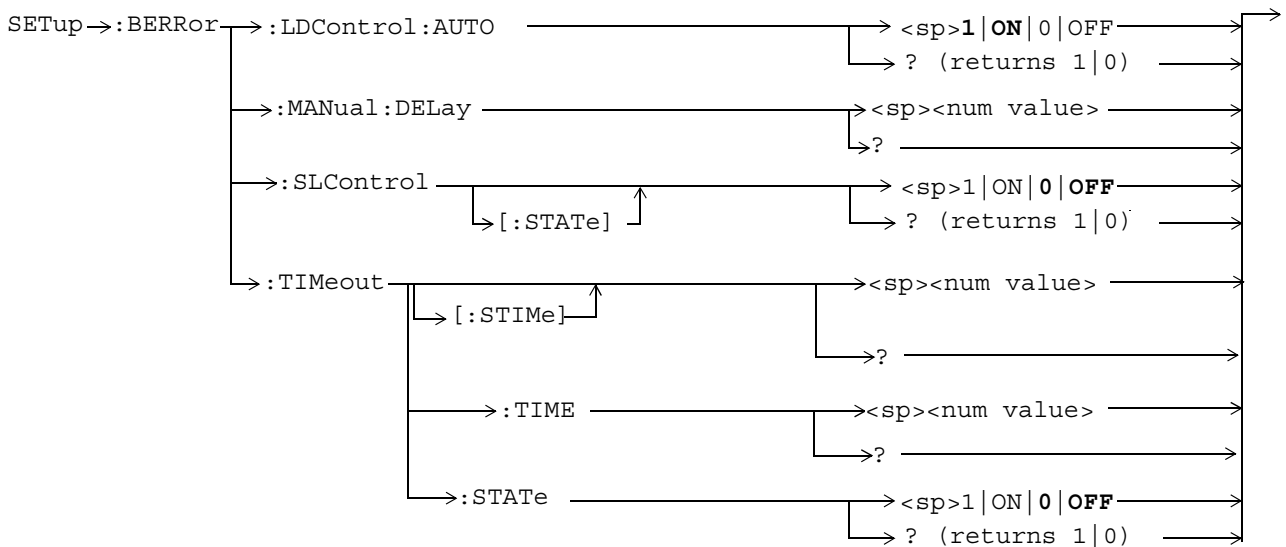 SETup :BERRor :LDControl:AUTO <sp>1|ON|0|OFF
? (returns 1|0)
:MANual:DELay <sp><num value>
?
:SLControl <sp>1|ON|0|OFF
[:STATe] ? (returns 1|0)
:TIMeout <sp><num value>
[:STIMe]
?
:TIME <sp><num value>
?
:STATe <sp>1|ON|0|OFF
? (returns 1|0)